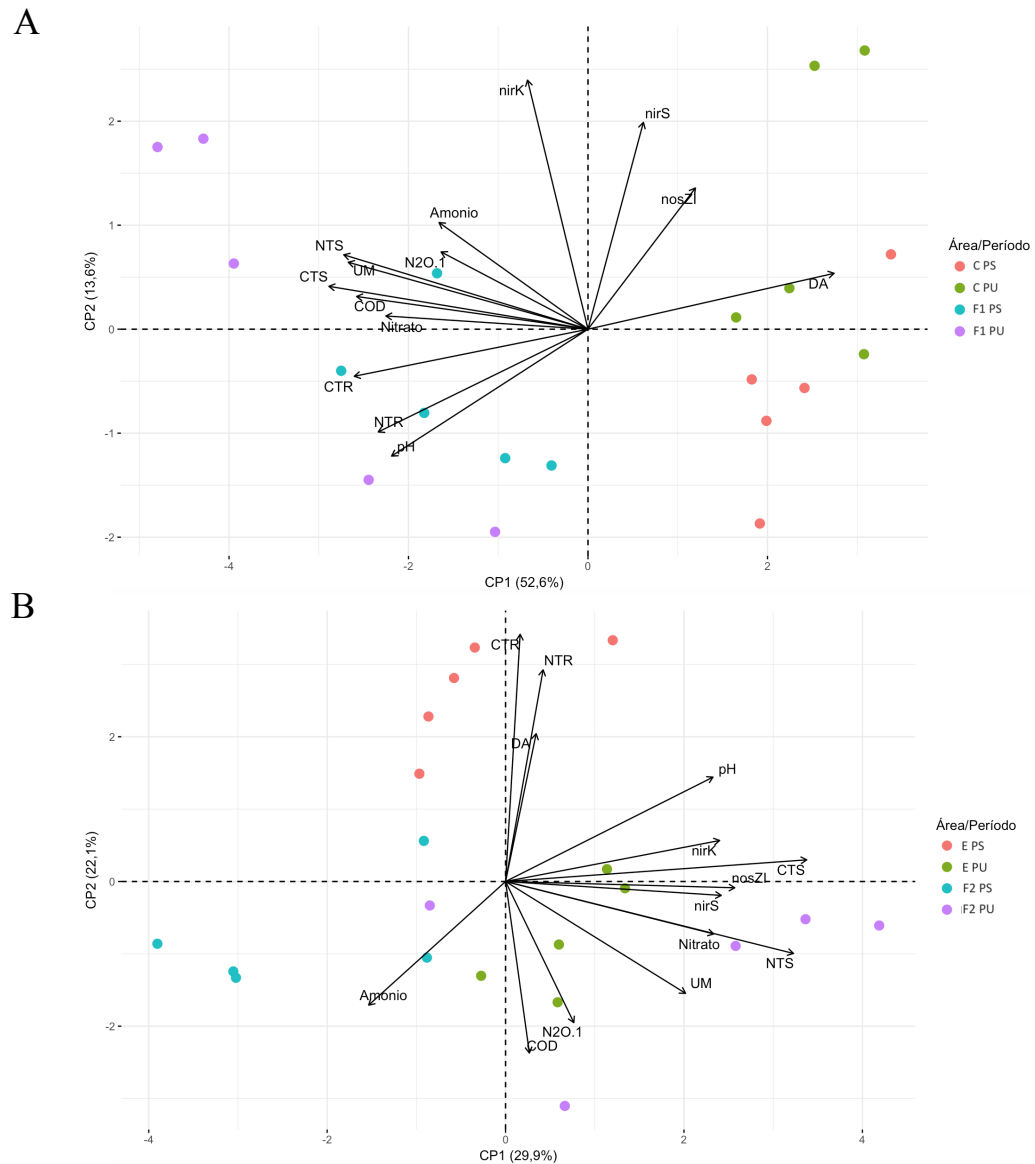 A
nirK
nirS
nosZI
Amonio
NTS
N2O.1
UM
CTS
COD
Nitrato
DA
CTR
NTR
pH
2
1
0
-1
-2
CP2 (13,6%)
-4
-2
0
2
CP1 (52,6%)
Área/Período
C PS
C PU
F1 PS
F1 PU
B
CTR
NTR
DA
pH
nirK
CTS
nosZI
nirS
Nitrato
NTS
UM
Amonio
N2O.1
COD
2
0
-2
CP2 (22,1%)
-4
-2
0
2
4
CP1 (29,9%)
Área/Período
E PS
E PU
F2 PS
F2 PU